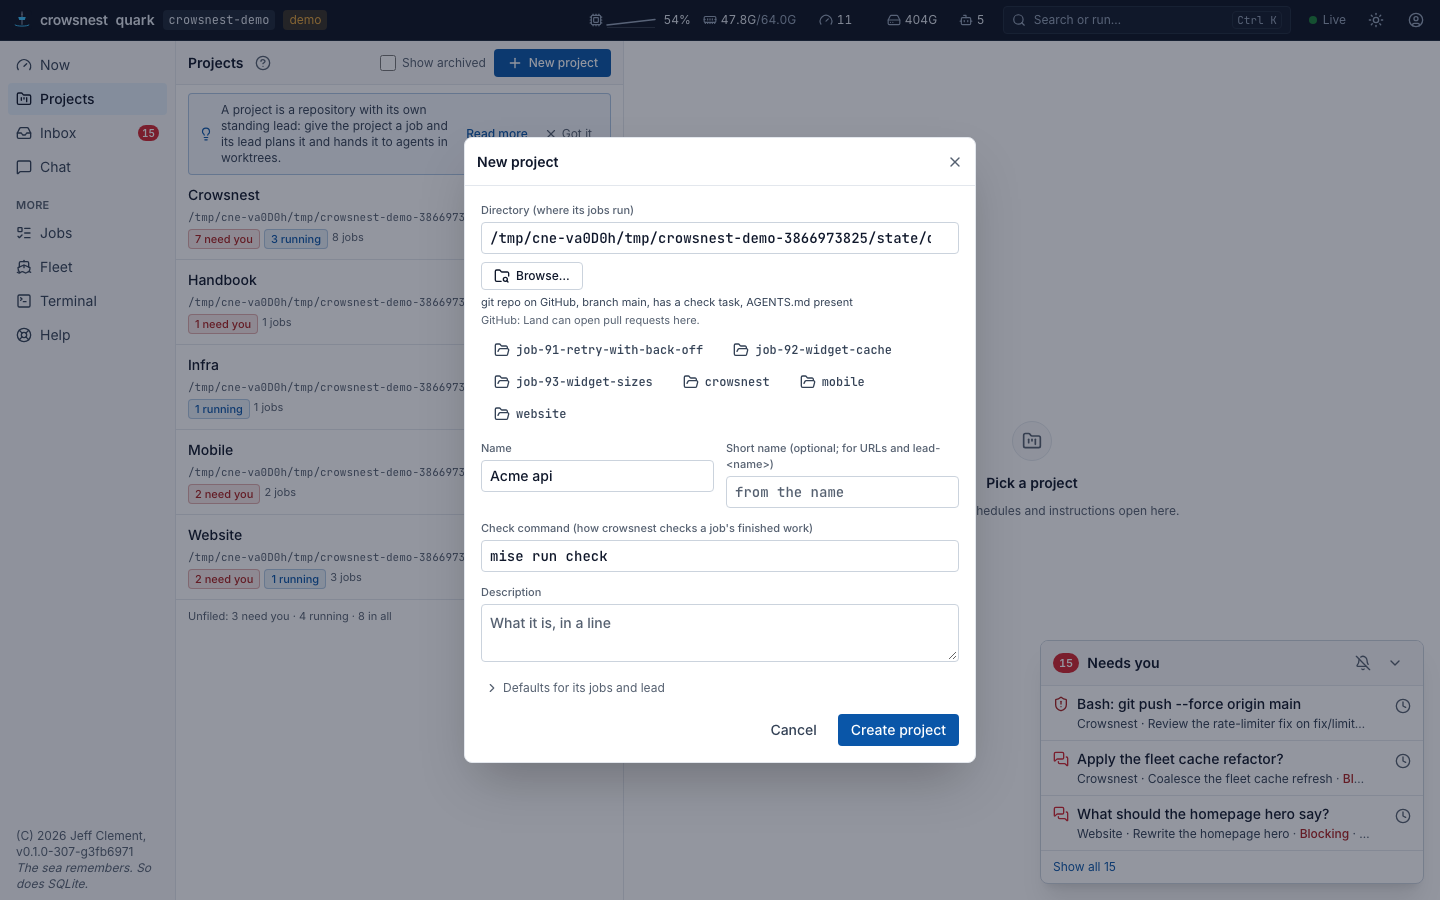 crowsnest quark crowsnest-demo demo
54% 47.8G/64.0G 11 404G 5
Search or run... Ctrl K
Live
Now
Projects
Inbox 15
Chat
MORE
Jobs
Fleet
Terminal
Help
(C) 2026 Jeff Clement,
v0.1.0-307-g3fb6971
The sea remembers. So
does SQLite.
Projects
Show archived
New project
A project is a repository with its own
standing lead: give the project a job and
its lead plans it and hands it to agents in
worktrees.
Read more
Got it
Crowsnest
/tmp/cne-va0D0h/tmp/crowsnest-demo-3866973
7 need you 3 running 8 jobs
Handbook
/tmp/cne-va0D0h/tmp/crowsnest-demo-3866973
1 need you 1 jobs
Infra
/tmp/cne-va0D0h/tmp/crowsnest-demo-3866973
1 running 1 jobs
Mobile
/tmp/cne-va0D0h/tmp/crowsnest-demo-3866973
2 need you 2 jobs
Website
/tmp/cne-va0D0h/tmp/crowsnest-demo-3866973
2 need you 1 running 3 jobs
Unfiled: 3 need you · 4 running · 8 in all
New project
Directory (where its jobs run)
/tmp/cne-va0D0h/tmp/crowsnest-demo-3866973825/state/
Browse...
git repo on GitHub, branch main, has a check task, AGENTS.md present
GitHub: Land can open pull requests here.
job-91-retry-with-back-off job-92-widget-cache
job-93-widget-sizes crowsnest mobile
website
Name
Acme api
Short name (optional; for URLs and lead-
<name>)
from the name
Check command (how crowsnest checks a job's finished work)
mise run check
Description
What it is, in a line
Defaults for its jobs and lead
Cancel
Create project
Pick a project
hedules and instructions open here.
15 Needs you
Bash: git push --force origin main
Crowsnest · Review the rate-limiter fix on fix/limit...
Apply the fleet cache refactor?
Crowsnest · Coalesce the fleet cache refresh · Bl...
What should the homepage hero say?
Website · Rewrite the homepage hero · Blocking · ...
Show all 15